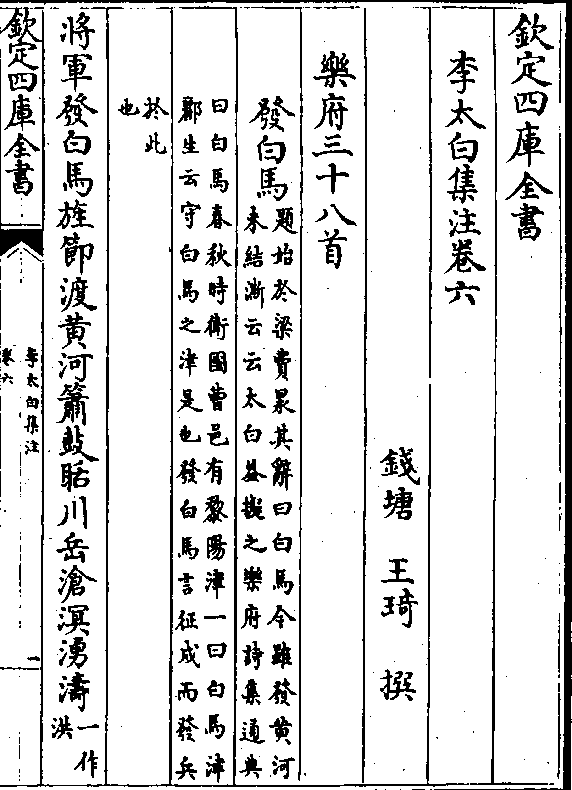 欽定四庫全書
李太白集注卷六
錢塘　王琦　撰
樂府三十八首
發白馬
題始於梁費昶其辭曰白馬今雖發黃河
未結澌云云太白葢擬之樂府詩集通典
曰白馬春秋時衛國曹邑有黎陽津一曰白馬津
酈生云守白馬之津是也發白馬言征戍而發兵
於此
也
將軍發白馬旌節渡黃河簫鼓聒川岳滄溟湧濤
一作
洪
欽定四庫全書
李太白集注
卷六
一